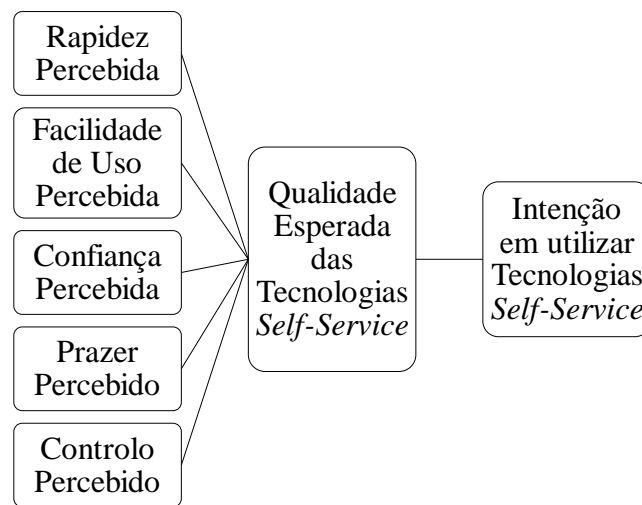 Rapidez
Percebida
Facilidade
de Uso
Percebida
Confiança
Percebida
Prazer
Percebido
Controlo
Percebido
Qualidade
Esperada
das
Tecnologias
Self-Service
Intenção
em utilizar
Tecnologias
Self-Service